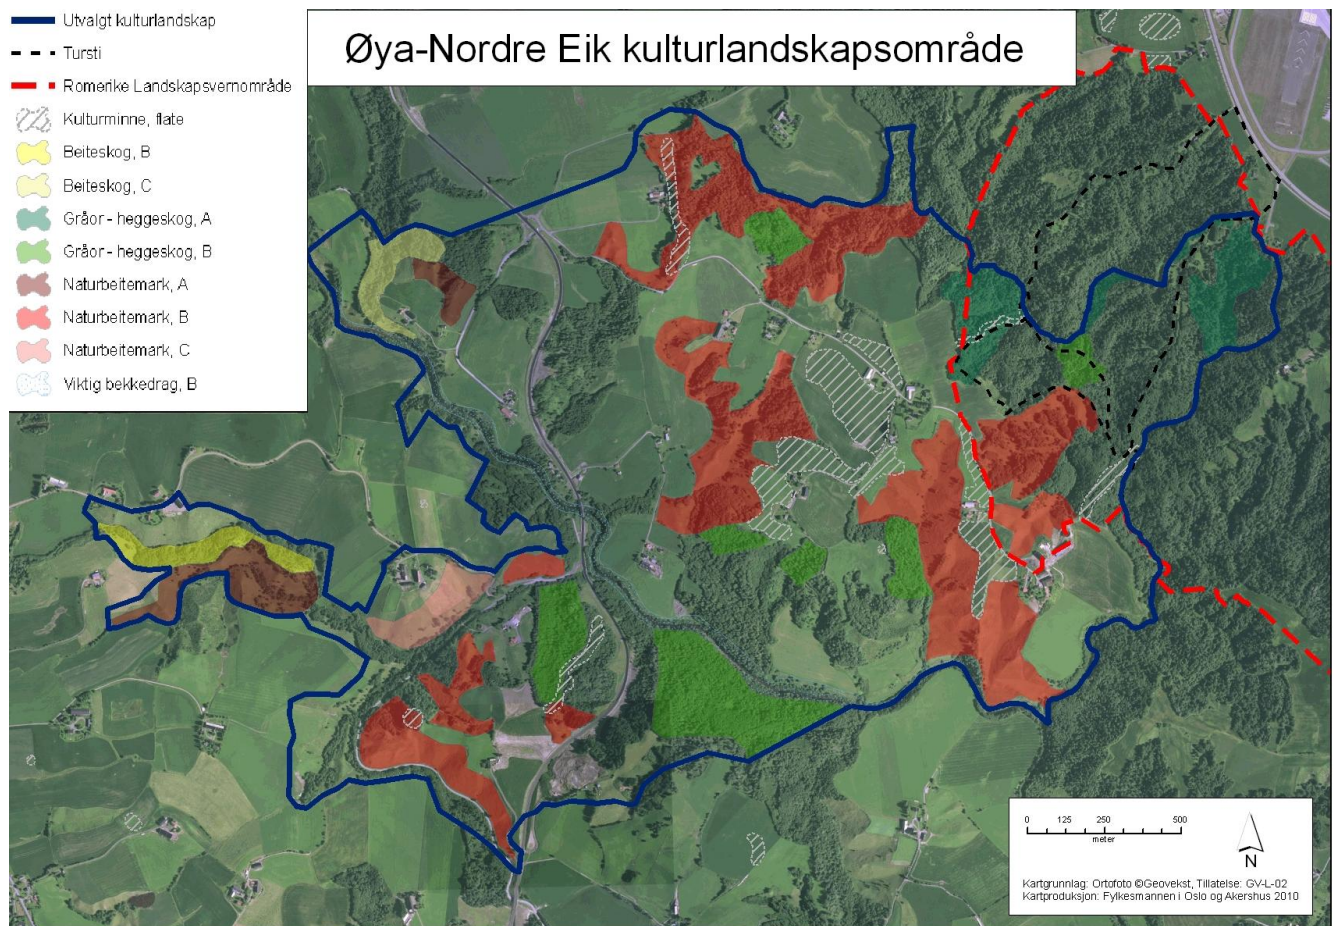 Øya-Nordre Eik kulturlandskapsområde
Utvalgt kulturlandskap
Tursti
Romerike Landskapsvernområde
Kulturminne, flate
Beiteskog, B
Beiteskog, C
Gråor - heggeskog, A
Gråor - heggeskog, B
Naturbeitemark, A
Naturbeitemark, B
Naturbeitemark, C
Viktig bekkedrag, B
0 125 250 500
meter
N
Kartgrunnlag: Ortofoto ©Geovekst, Tillatelse: GV-L-02
Kartproduksjon: Fylkesmannen i Oslo og Akershus 2010